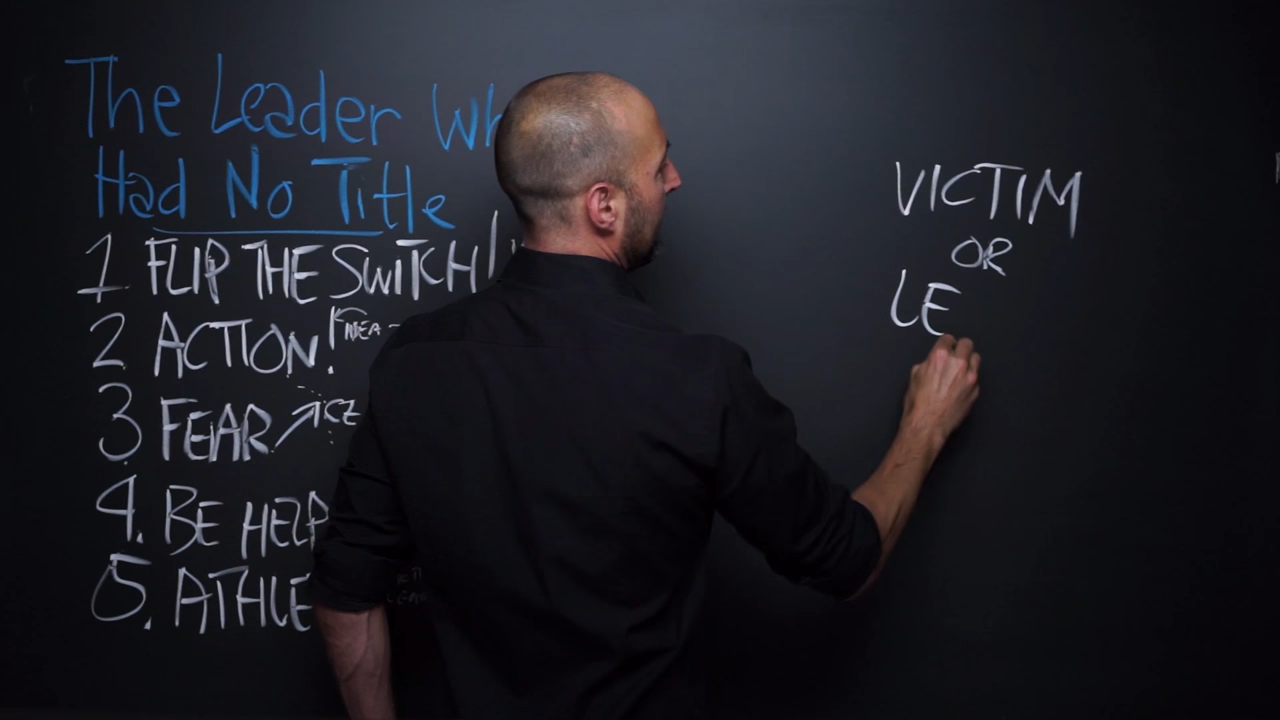 The Leader Wh
Had No Title
1 FLIP THE SWITCH
2 ACTION!
3 FEAR
4. BE HELP
5. ATHLE
VICTIM
OR
LE